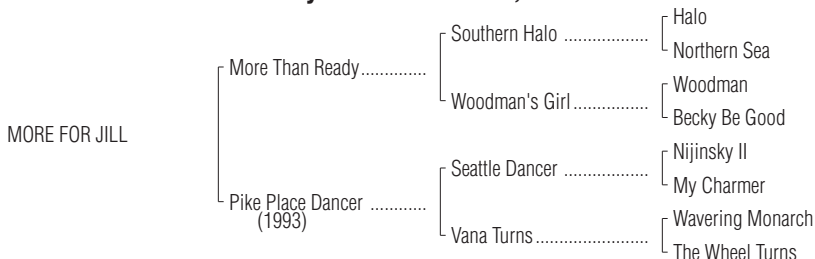 Halo
Southern Halo ..................
Northern Sea
More Than Ready..............
Woodman
Woodman's Girl................
Becky Be Good
MORE FOR JILL
Nijinsky II
Seattle Dancer ..................
My Charmer
Pike Place Dancer ............
(1993)
Wavering Monarch
Vana Turns........................
The Wheel Turns